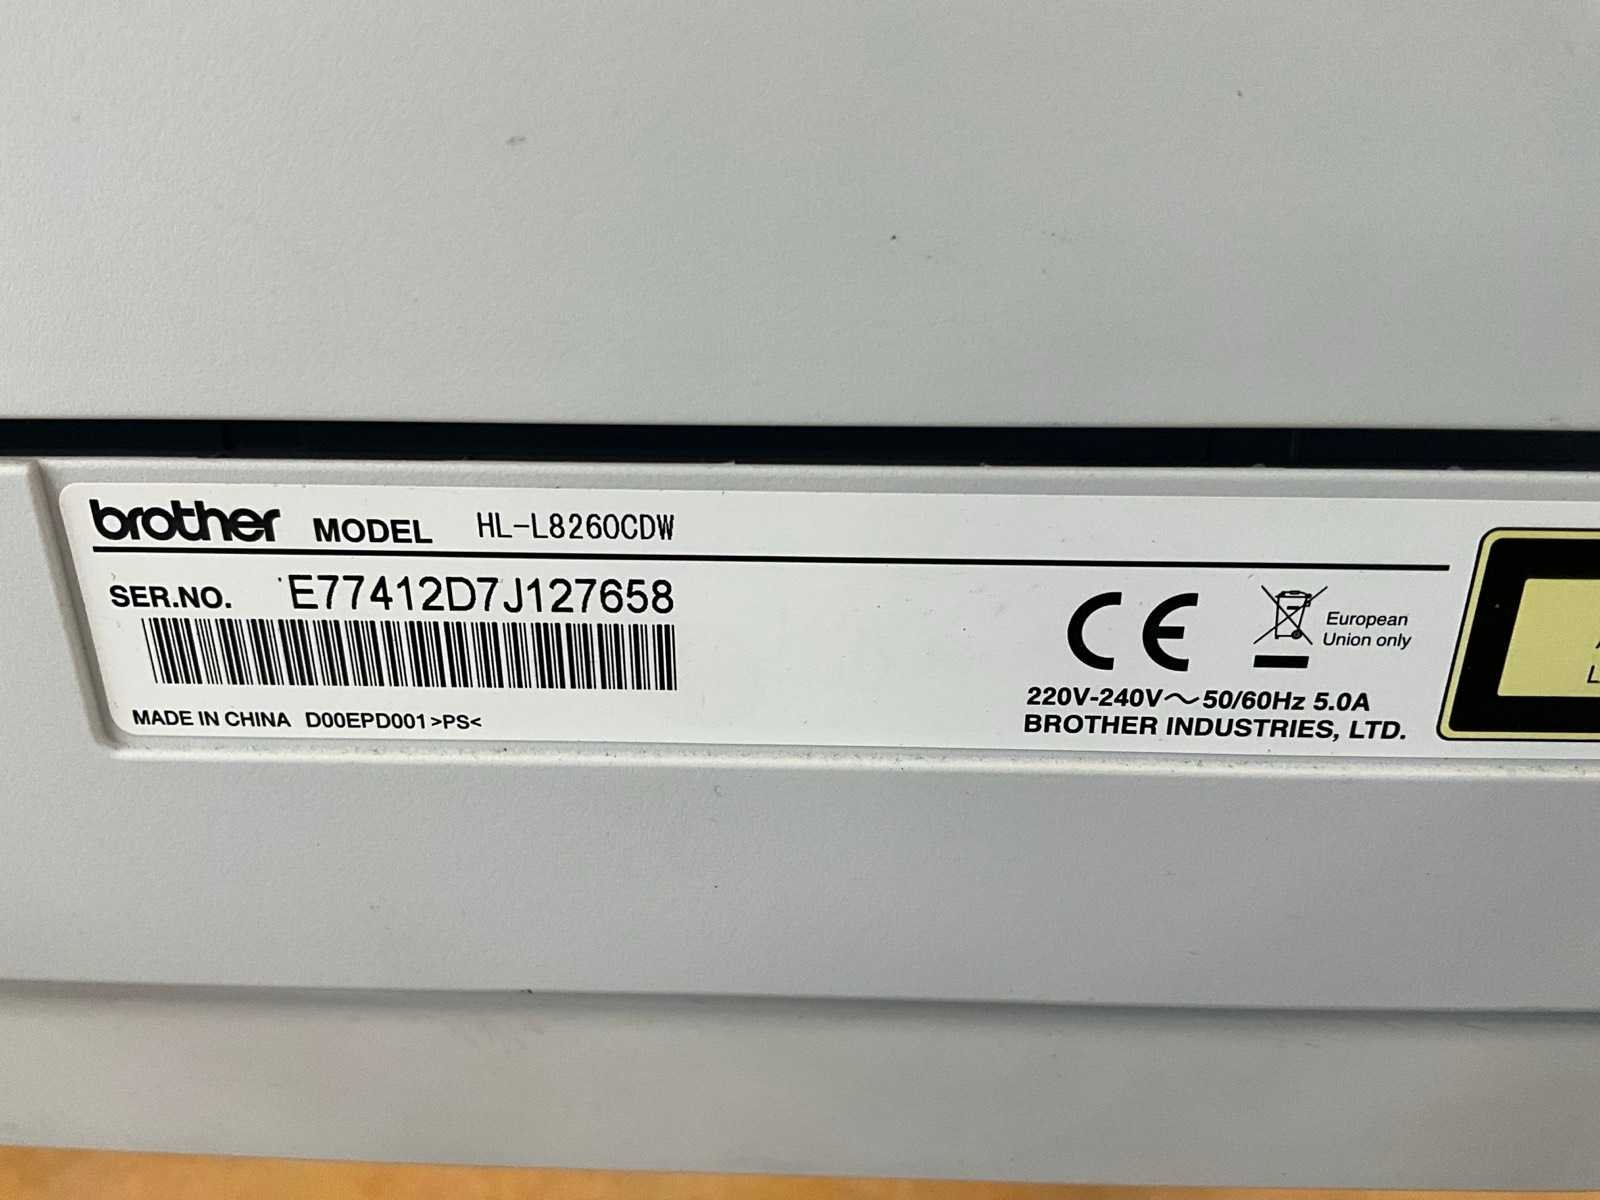 brother MODEL HL-L8260CDW
SER.NO. E77412D7J127658
European
Union only
220V-240V～50/60Hz 5.0A
MADE IN CHINA D00EPD001>PS<
BROTHER INDUSTRIES, LTD.